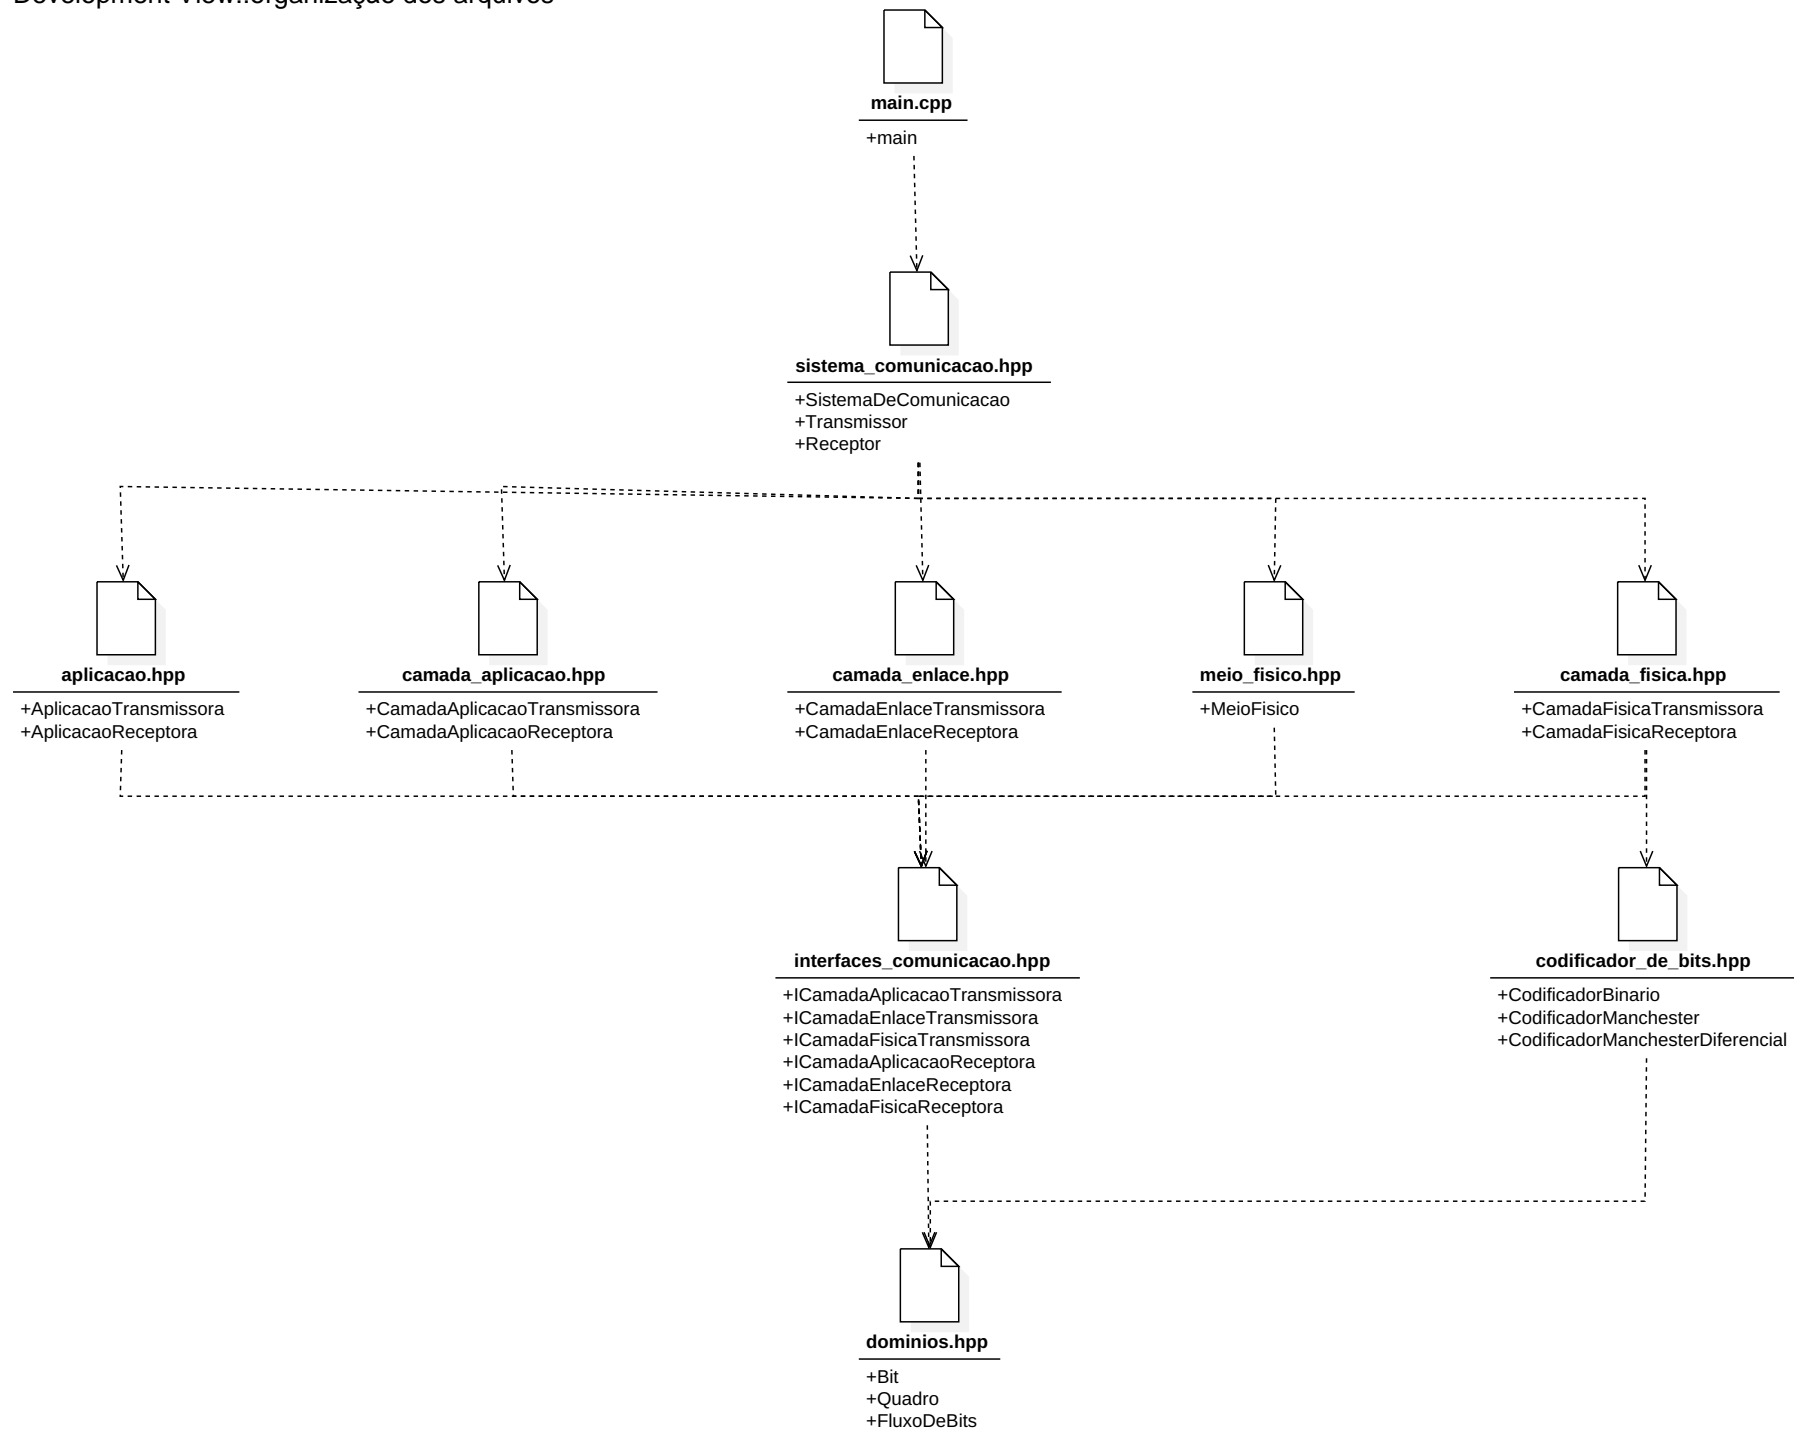 Development View::organização dos arquivos
main.cpp
+main
sistema_comunicacao.hpp
+SistemaDeComunicacao
+Transmissor
+Receptor
aplicacao.hpp
+AplicacaoTransmissora
+AplicacaoReceptora
camada_aplicacao.hpp
+CamadaAplicacaoTransmissora
+CamadaAplicacaoReceptora
camada_enlace.hpp
+CamadaEnlaceTransmissora
+CamadaEnlaceReceptora
meio_fisico.hpp
+MeioFisico
camada_fisica.hpp
+CamadaFisicaTransmissora
+CamadaFisicaReceptora
interfaces_comunicacao.hpp
+ICamadaAplicacaoTransmissora
+ICamadaEnlaceTransmissora
+ICamadaFisicaTransmissora
+ICamadaAplicacaoReceptora
+ICamadaEnlaceReceptora
+ICamadaFisicaReceptora
codificador_de_bits.hpp
+CodificadorBinario
+CodificadorManchester
+CodificadorManchesterDiferencial
dominios.hpp
+Bit
+Quadro
+FluxoDeBits